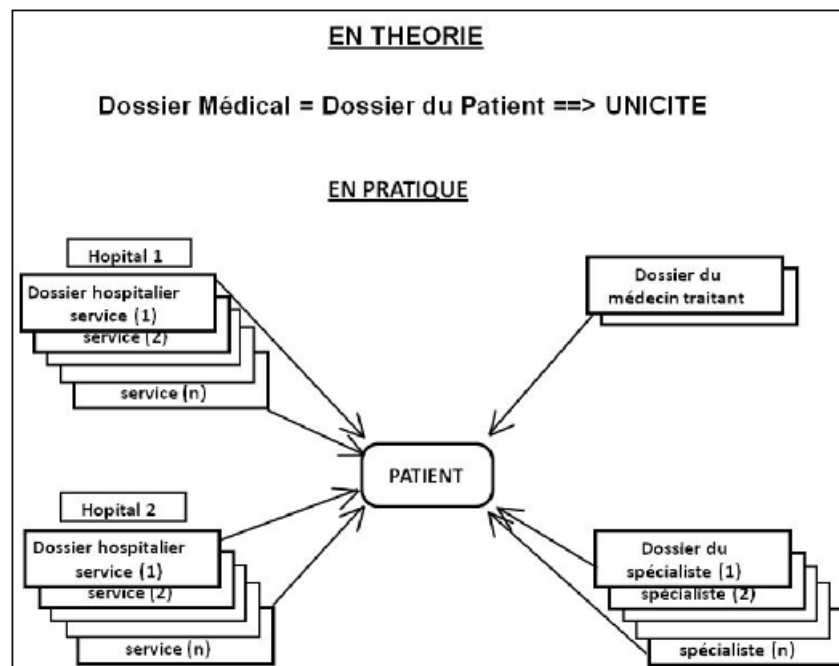 EN THEORIE
Dossier Médical = Dossier du Patient ==> UNICITE
EN PRATIQUE
Hopital 1
Dossier hospitalier
service (1)
service (2)
service (n)
Dossier du
médecin traitant
PATIENT
Hopital 2
Dossier hospitalier
service (1)
service (2)
service (n)
Dossier du
spécialiste (1)
spécialiste (2)
spécialiste (n)